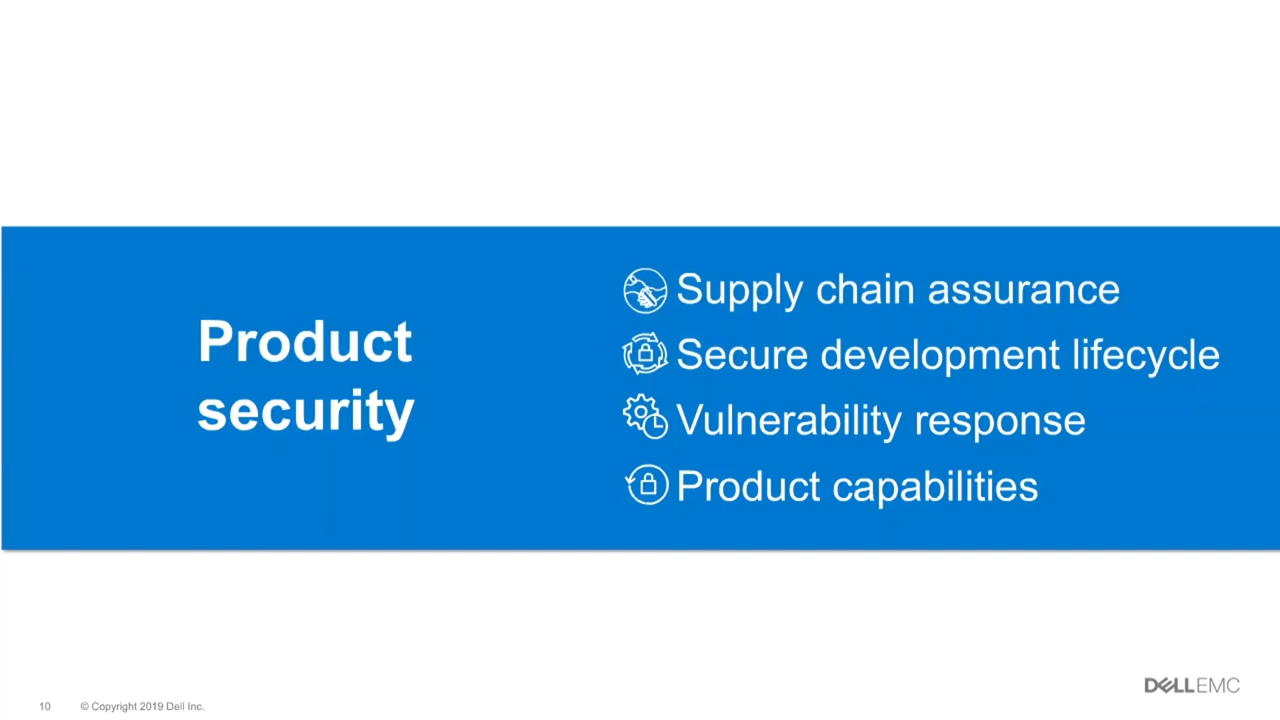 Product
security
Supply chain assurance
Secure development lifecycle
Vulnerability response
Product capabilities
10 © Copyright 2019 Dell Inc.
DELLEMC